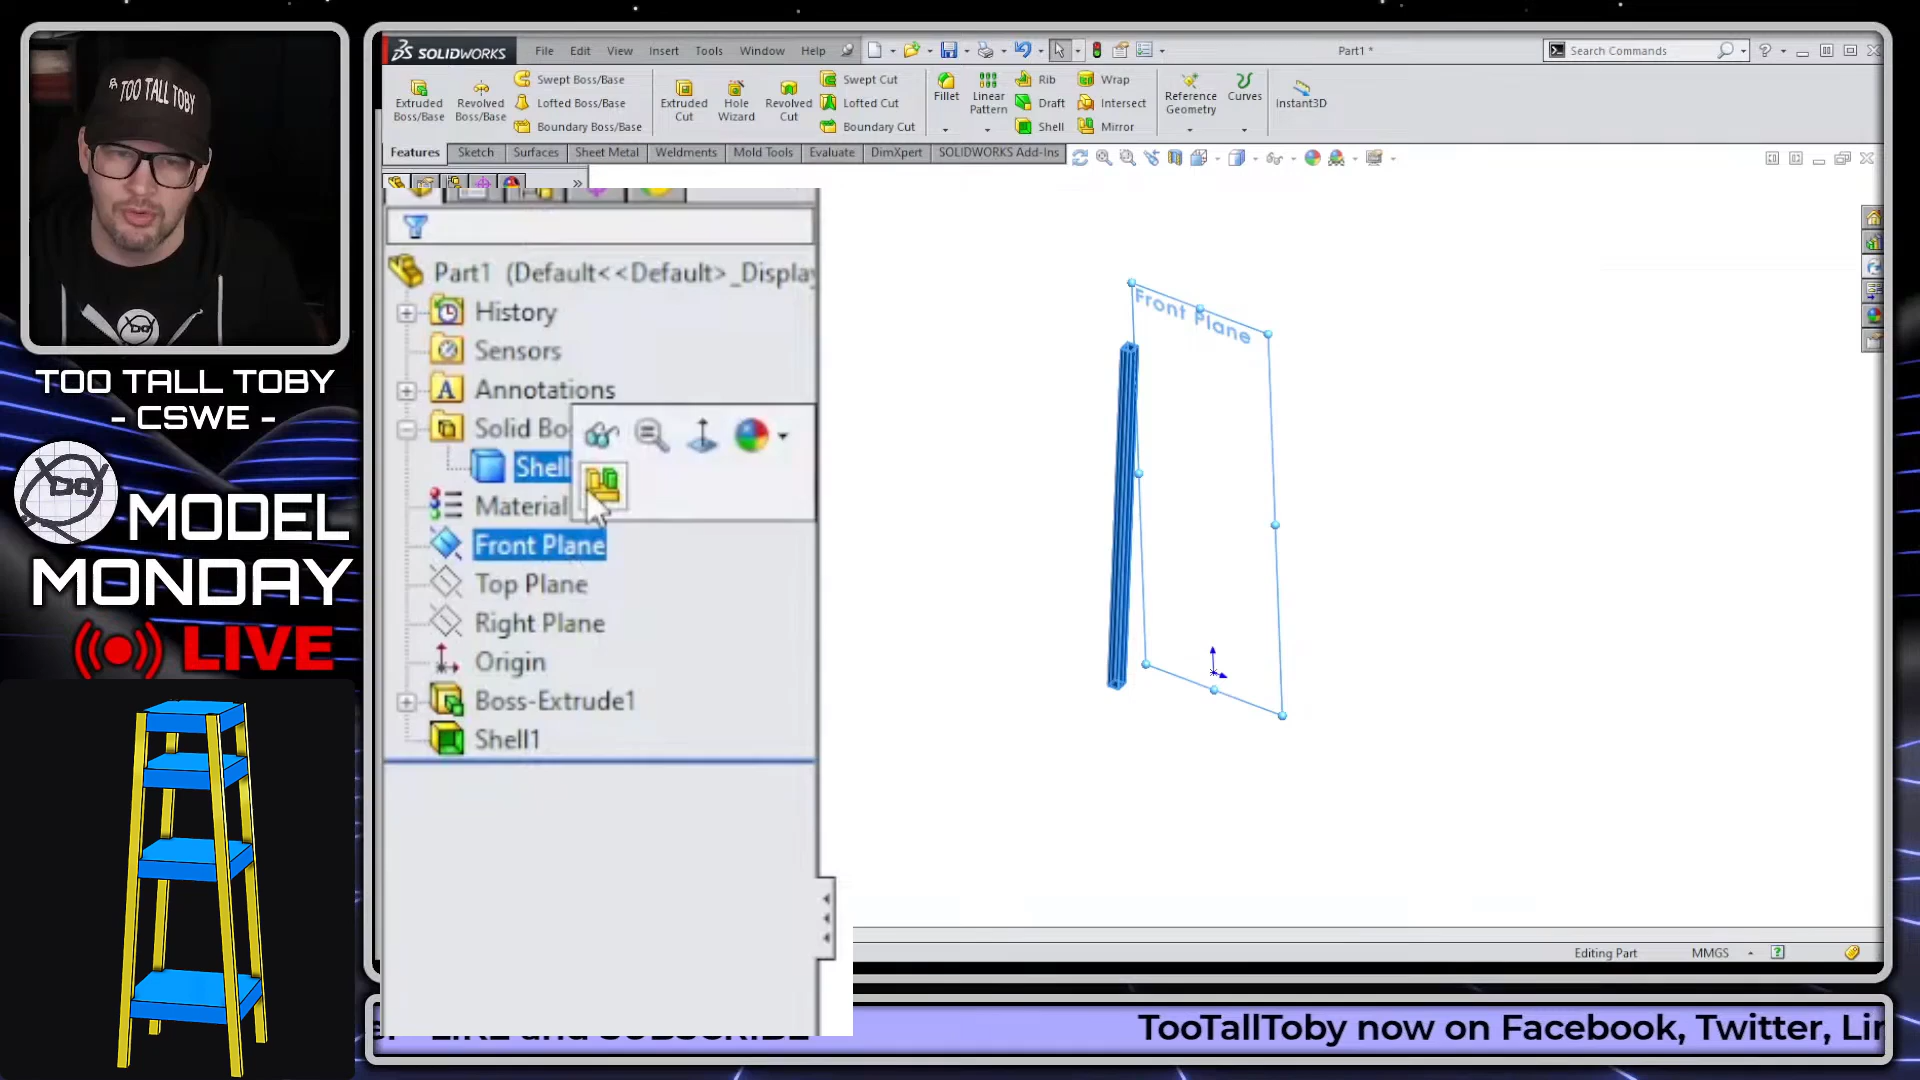 TOO TALL TOBY
TOO TALL TOBY
- CSWE -
MODEL
MONDAY
LIVE
SOLIDWORKS
File Edit View Insert Tools Window Help
Part1 *
Search Commands
Extruded Boss/Base
Revolved Boss/Base
Swept Boss/Base
Lofted Boss/Base
Boundary Boss/Base
Extruded Cut
Hole Wizard
Revolved Cut
Swept Cut
Lofted Cut
Boundary Cut
Fillet
Linear Pattern
Rib
Draft
Shell
Wrap
Intersect
Mirror
Reference Geometry
Curves
Instant3D
Features Sketch Surfaces Sheet Metal Weldments Mold Tools Evaluate DimXpert SOLIDWORKS Add-Ins
Part1 (Default<<Default>_Display
History
Sensors
Annotations
Solid Bo
Shell
Material
Front Plane
Top Plane
Right Plane
Origin
Boss-Extrude1
Shell1
Front Plane
Editing Part
MMGS
LIKE and SUBSCRIBE
TooTallToby now on Facebook, Twitter, Li